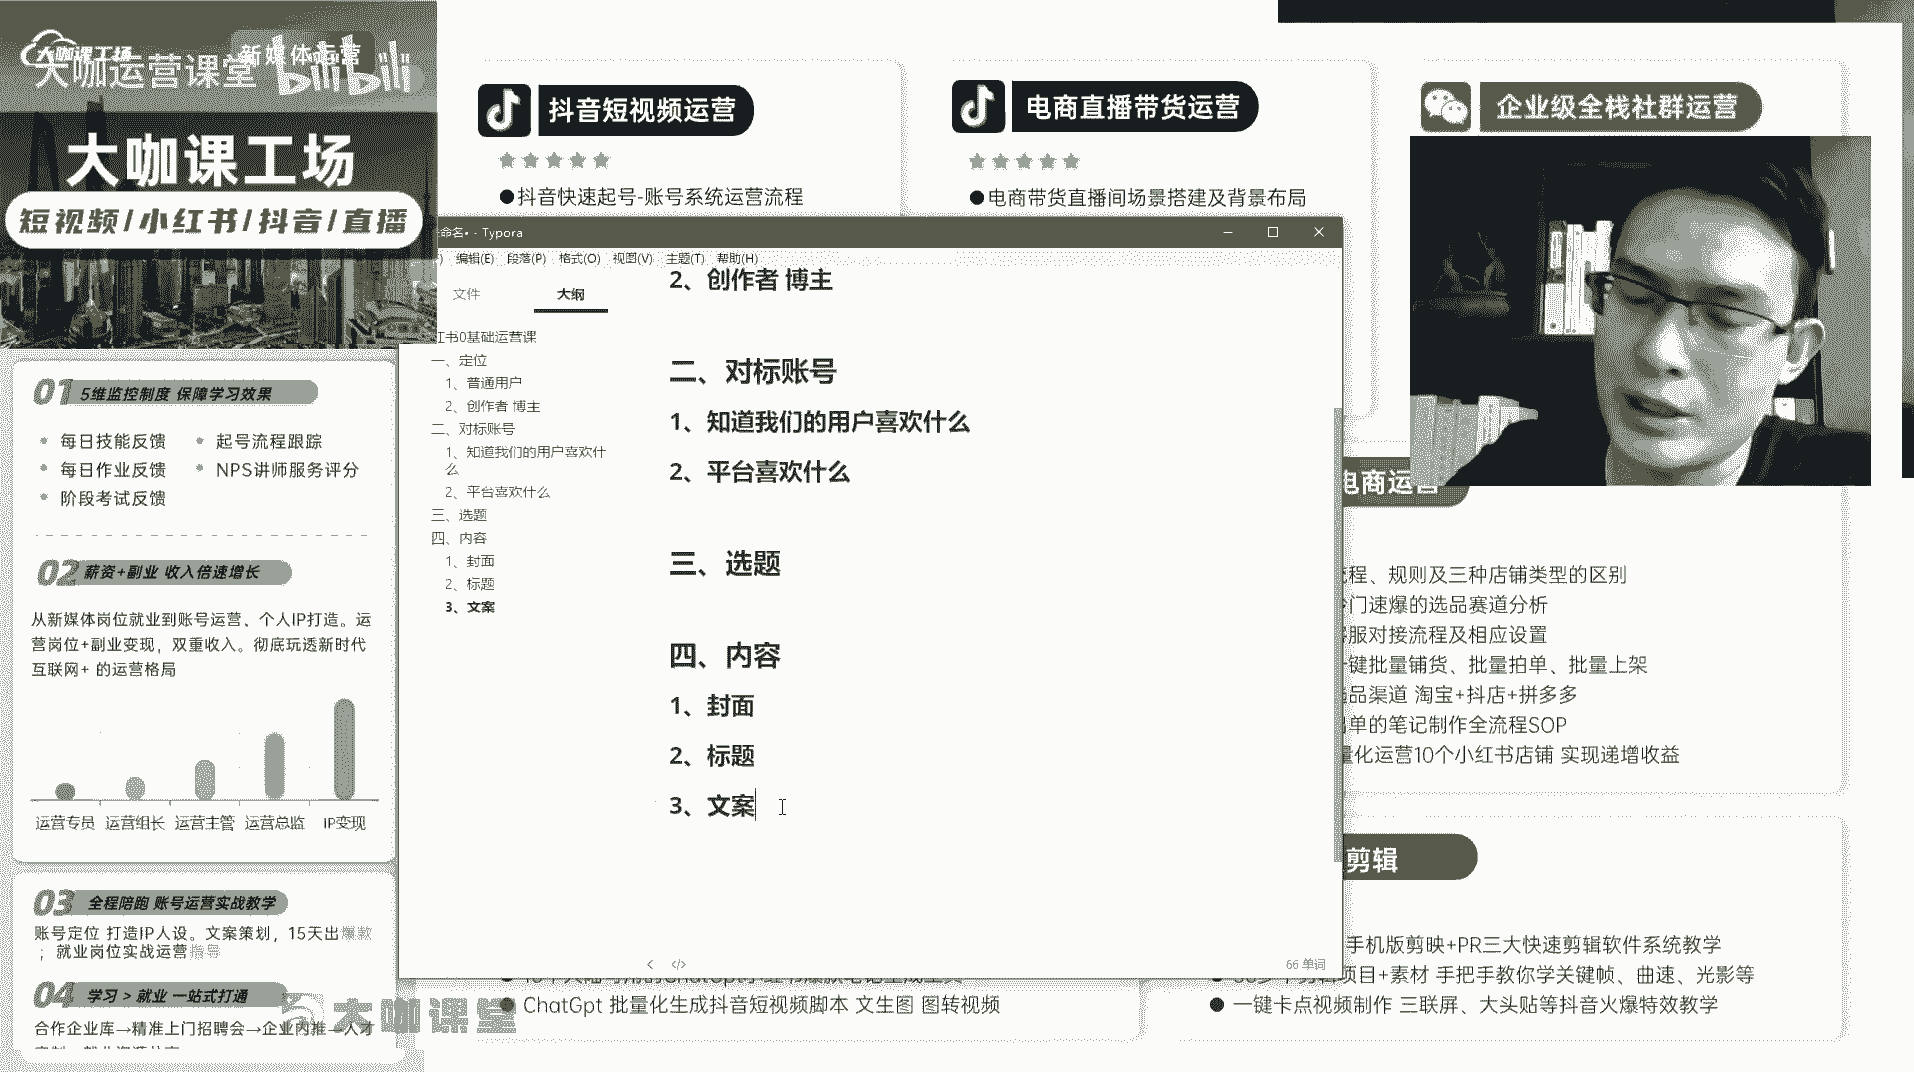 大咖课工场
新媒体运营
大咖运营课堂
bilibili
大咖课工场
短视频/小红书/抖音/直播
01 5维监控制度 保障学习效果
每日技能反馈
起号流程跟踪
每日作业反馈
NPS讲师服务评分
阶段考试反馈
02 薪资+副业 收入倍速增长
从新媒体岗位就业到账号运营、个人IP打造。运
营岗位+副业变现，双重收入。彻底玩透新时代
互联网+ 的运营格局
运营专员 运营组长 运营主管 运营总监 IP变现
03 全程陪跑 账号运营实战教学
账号定位 打造IP人设。文案策划，15天出爆款
；就业岗位实战运营指导
04 学习 > 就业 一站式打通
合作企业库→精准上门招聘会→企业内推→人才
大咖课堂
抖音短视频运营
●抖音快速起号-账号系统运营流程
电商直播带货运营
●电商带货直播间场景搭建及背景布局
企业级全栈社群运营
命名• - Typora
编辑(E) 段落(P) 格式(O) 视图(V) 主题(T) 帮助(H)
文件 大纲
红书0基础运营课
一、定位
1、普通用户
2、创作者 博主
二、对标账号
1、知道我们的用户喜欢什
么
2、平台喜欢什么
三、选题
四、内容
1、封面
2、标题
3、文案
2、创作者 博主
二、对标账号
1、知道我们的用户喜欢什么
2、平台喜欢什么
三、选题
四、内容
1、封面
2、标题
3、文案
66 单词
电商运营
程、规则及三种店铺类型的区别
门速爆的选品赛道分析
服对接流程及相应设置
键批量铺货、批量拍单、批量上架
品渠道 淘宝+抖店+拼多多
单的笔记制作全流程SOP
量化运营10个小红书店铺 实现递增收益
剪辑
手机版剪映+PR三大快速剪辑软件系统教学
项目+素材 手把手教你学关键帧、曲速、光影等
● 一键卡点视频制作 三联屏、大头贴等抖音火爆特效教学
● ChatGpt 批量化生成抖音短视频脚本 文生图 图转视频